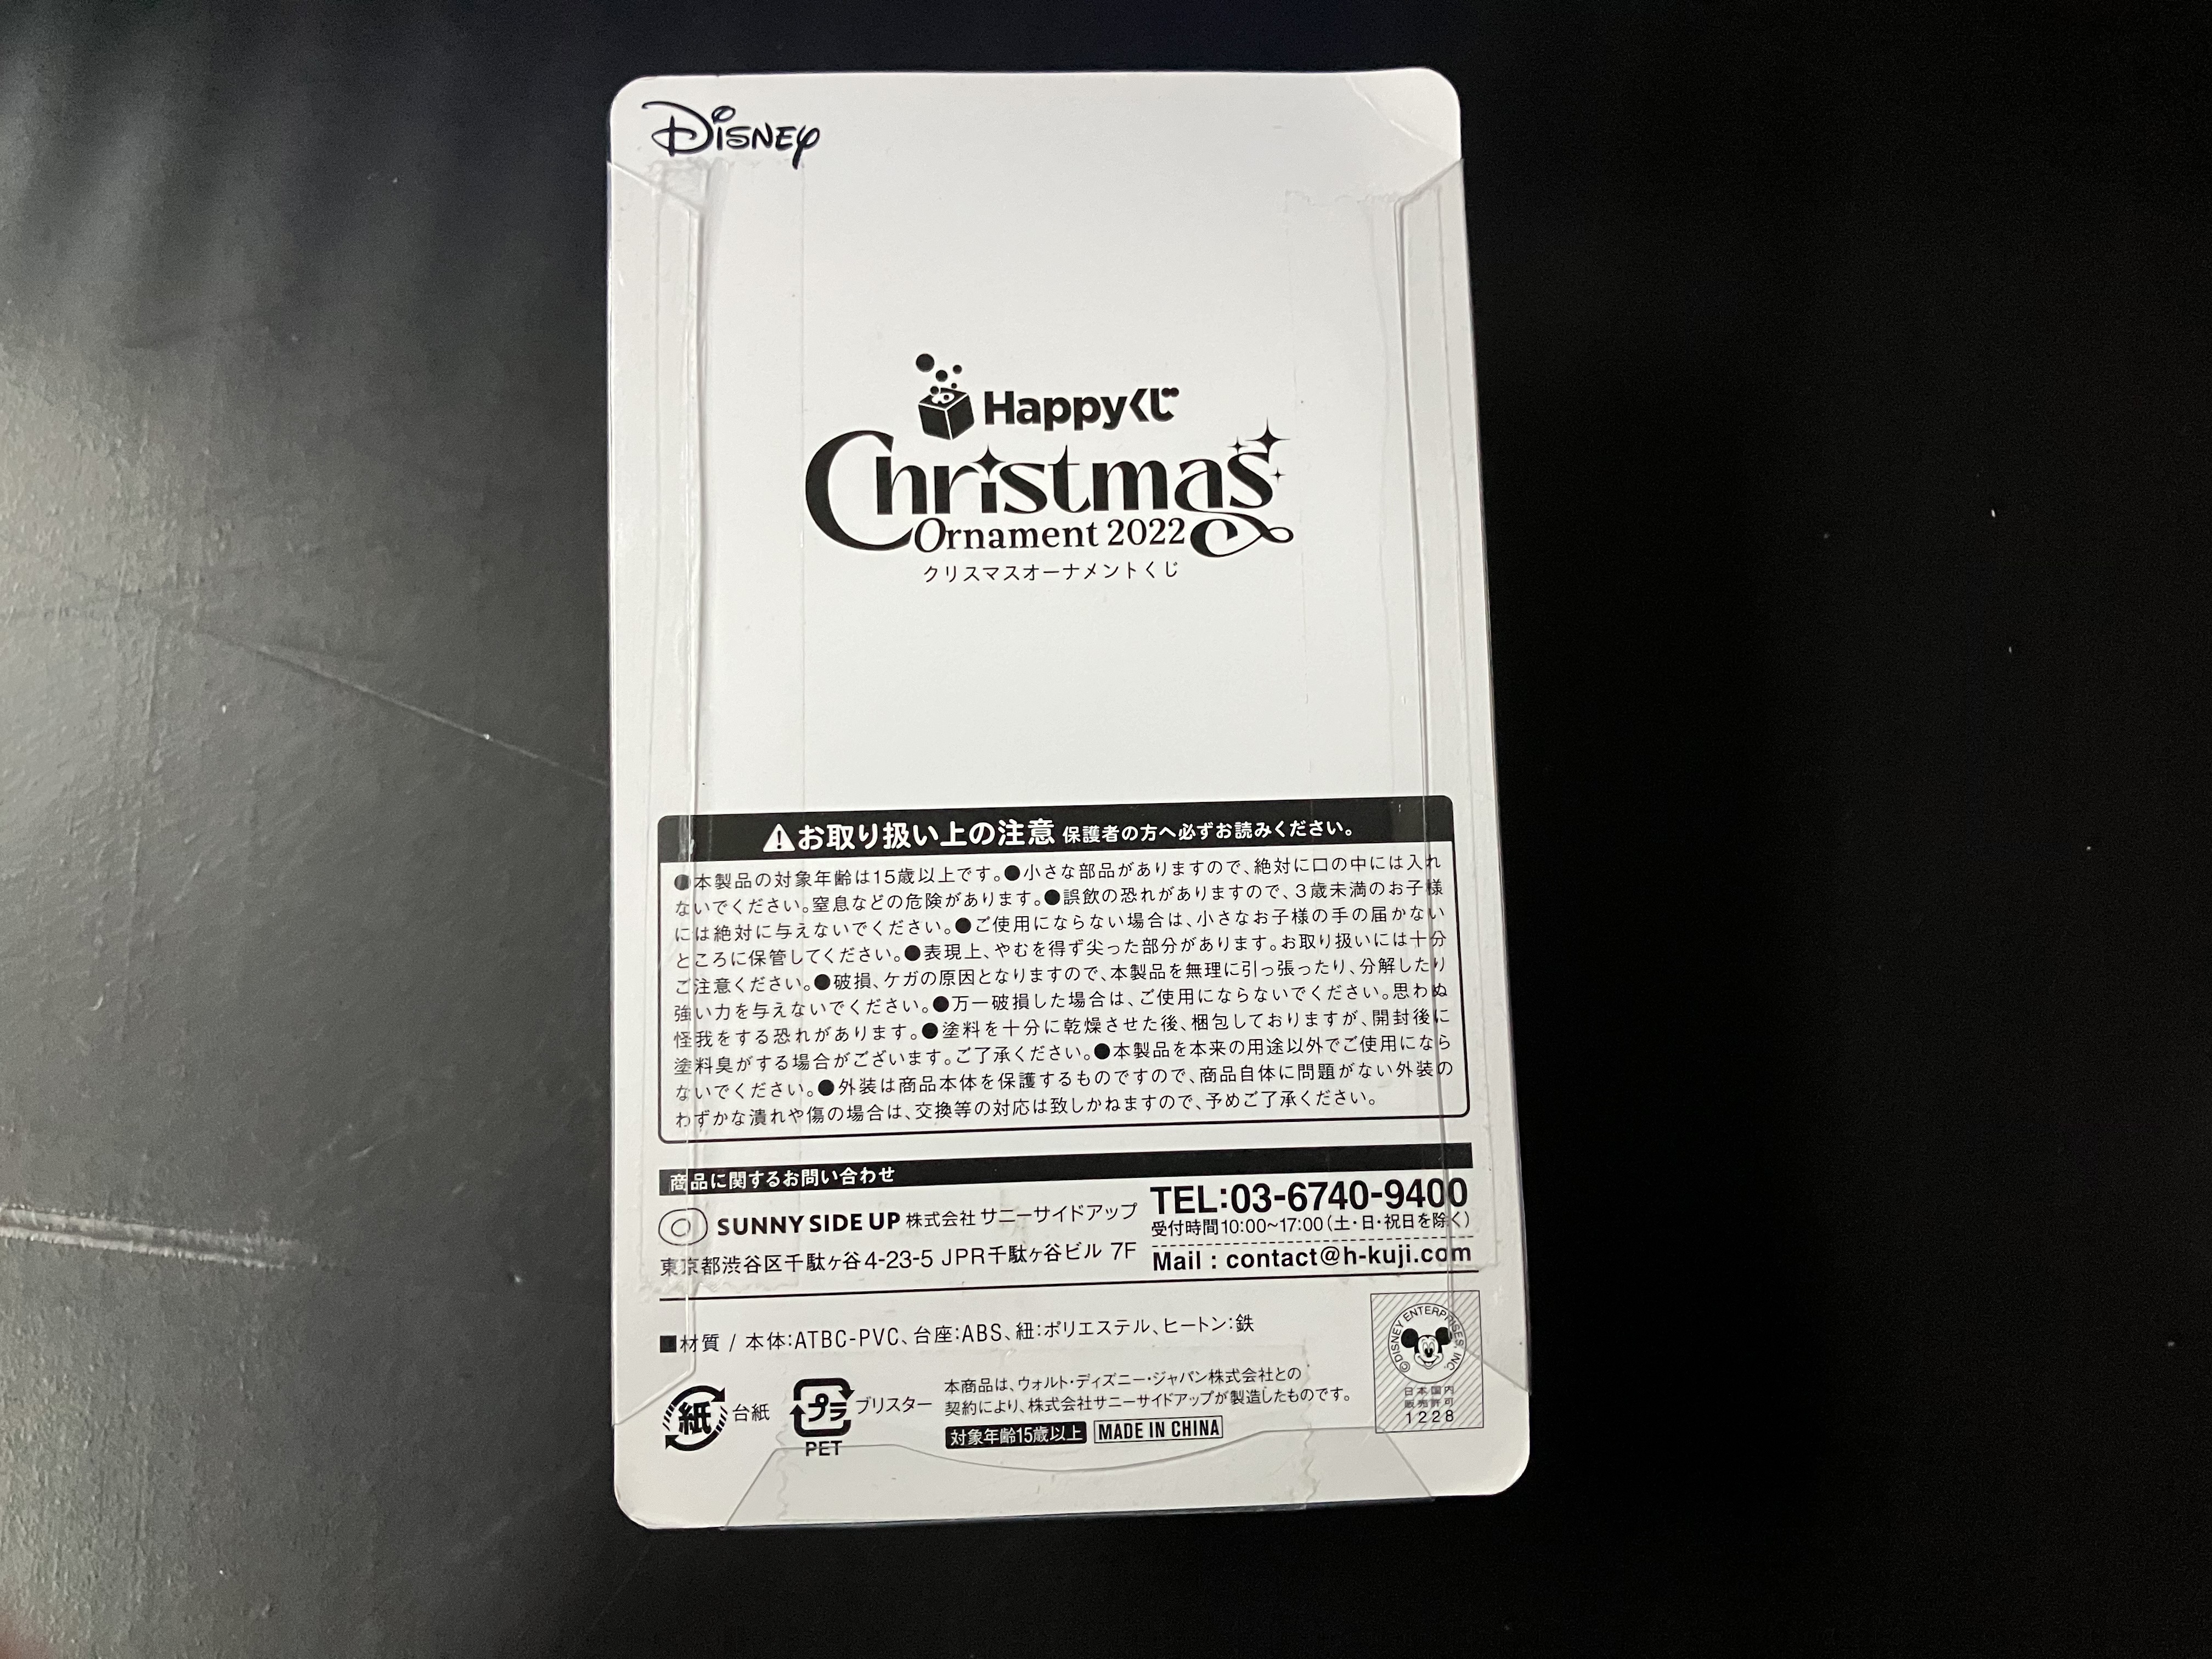 Disney
Happyくじ
Christmas
Ornament 2022
クリスマスオーナメントくじ
お取り扱い上の注意 保護者の方へ必ずお読みください。
●本製品の対象年齢は15歳以上です。●小さな部品がありますので、絶対に口の中には入れ
ないでください。窒息などの危険があります。●誤飲の恐れがありますので、3歳未満のお子様
には絶対に与えないでください。●ご使用にならない場合は、小さなお子様の手の届かない
ところに保管してください。●表現上、やむを得ず尖った部分があります。お取り扱いには十分
ご注意ください。●破損、ケガの原因となりますので、本製品を無理に引っ張ったり、分解したり
強い力を与えないでください。●万一破損した場合は、ご使用にならないでください。思わぬ
怪我をする恐れがあります。●塗料を十分に乾燥させた後、梱包しておりますが、開封後に
塗料臭がする場合がございます。ご了承ください。●本製品を本来の用途以外でご使用になら
ないでください。●外装は商品本体を保護するものですので、商品自体に問題がない外装の
わずかな潰れや傷の場合は、交換等の対応は致しかねますので、予めご了承ください。
商品に関するお問い合わせ
SUNNY SIDE UP 株式会社 サニーサイドアップ
東京都渋谷区千駄ヶ谷4-23-5 JPR千駄ヶ谷ビル 7F
TEL:03-6740-9400
受付時間10:00~17:00(土・日・祝日を除く)
Mail : contact@h-kuji.com
■材質 / 本体:ATBC-PVC、台座:ABS、紐:ポリエステル、ヒートン:鉄
紙 台紙
プラ ブリスター
PET
本商品は、ウォルト・ディズニー・ジャパン株式会社との
契約により、株式会社サニーサイドアップが製造したものです。
対象年齢15歳以上 MADE IN CHINA
©DISNEY ENTERPRISES, INC.
日本国内
販売許可
1228